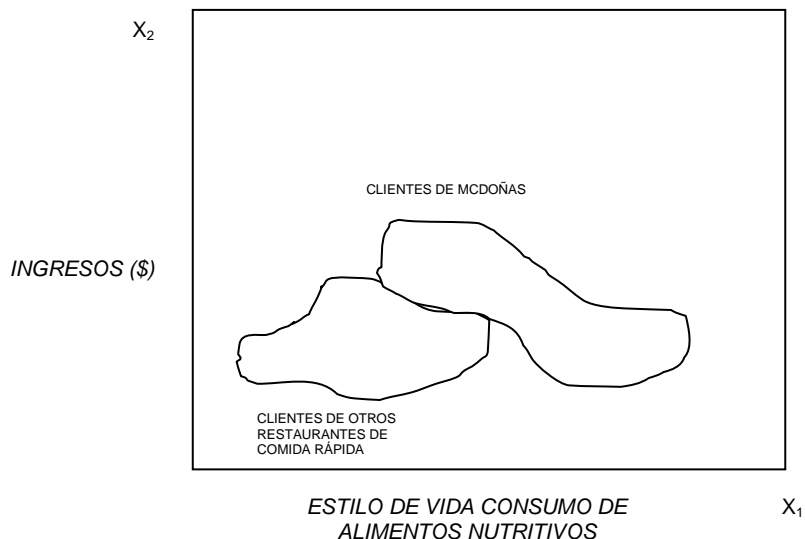 X₂
CLIENTES DE MCDOÑAS
INGRESOS ($)
CLIENTES DE OTROS
RESTAURANTES DE
COMIDA RÁPIDA
ESTILO DE VIDA CONSUMO DE
ALIMENTOS NUTRITIVOS
X₁